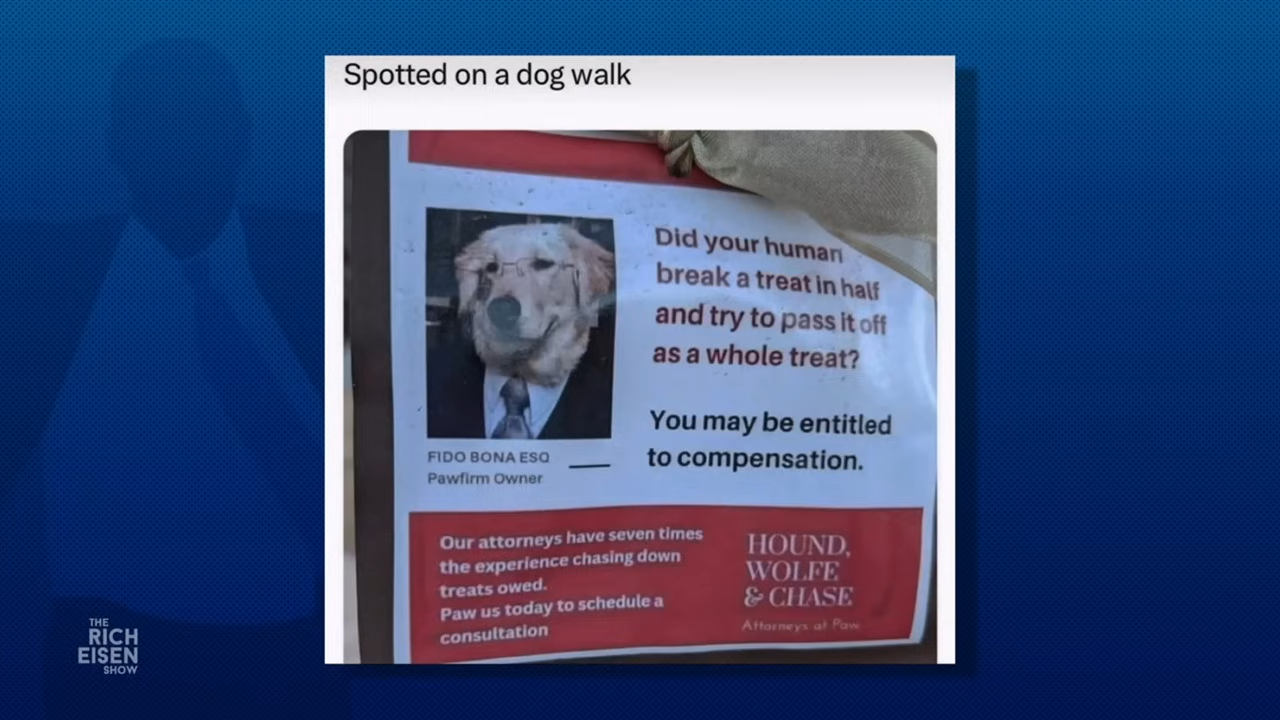 Spotted on a dog walk
Did your human
break a treat in half
and try to pass it off
as a whole treat?
You may be entitled
to compensation.
FIDO BONA ESQ
Pawfirm Owner
Our attorneys have seven times
the experience chasing down
treats owed.
Paw us today to schedule a
consultation
HOUND,
WOLFE
& CHASE
Attorneys at Paw
THE
RICH
EISEN
SHOW